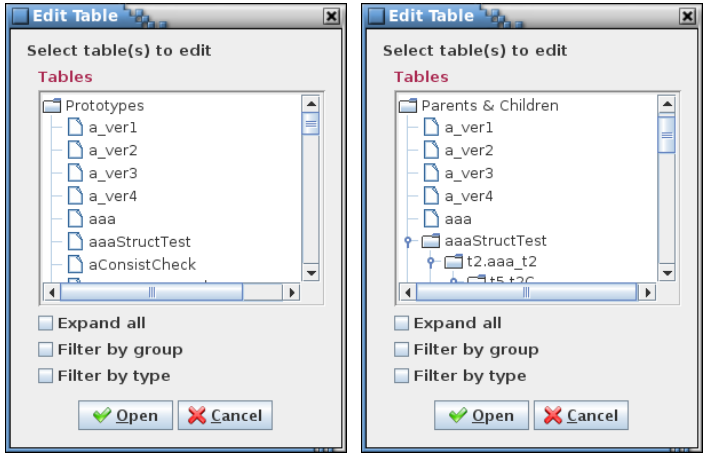 Edit Table
Select table(s) to edit
Tables
Prototypes
a_ver1
a_ver2
a_ver3
a_ver4
aaa
aaaStructTest
aConsistCheck
Expand all
Filter by group
Filter by type
Open Cancel
Edit Table
Select table(s) to edit
Tables
Parents & Children
a_ver1
a_ver2
a_ver3
a_ver4
aaa
aaaStructTest
t2.aaa_t2
t5.t2C
Expand all
Filter by group
Filter by type
Open Cancel